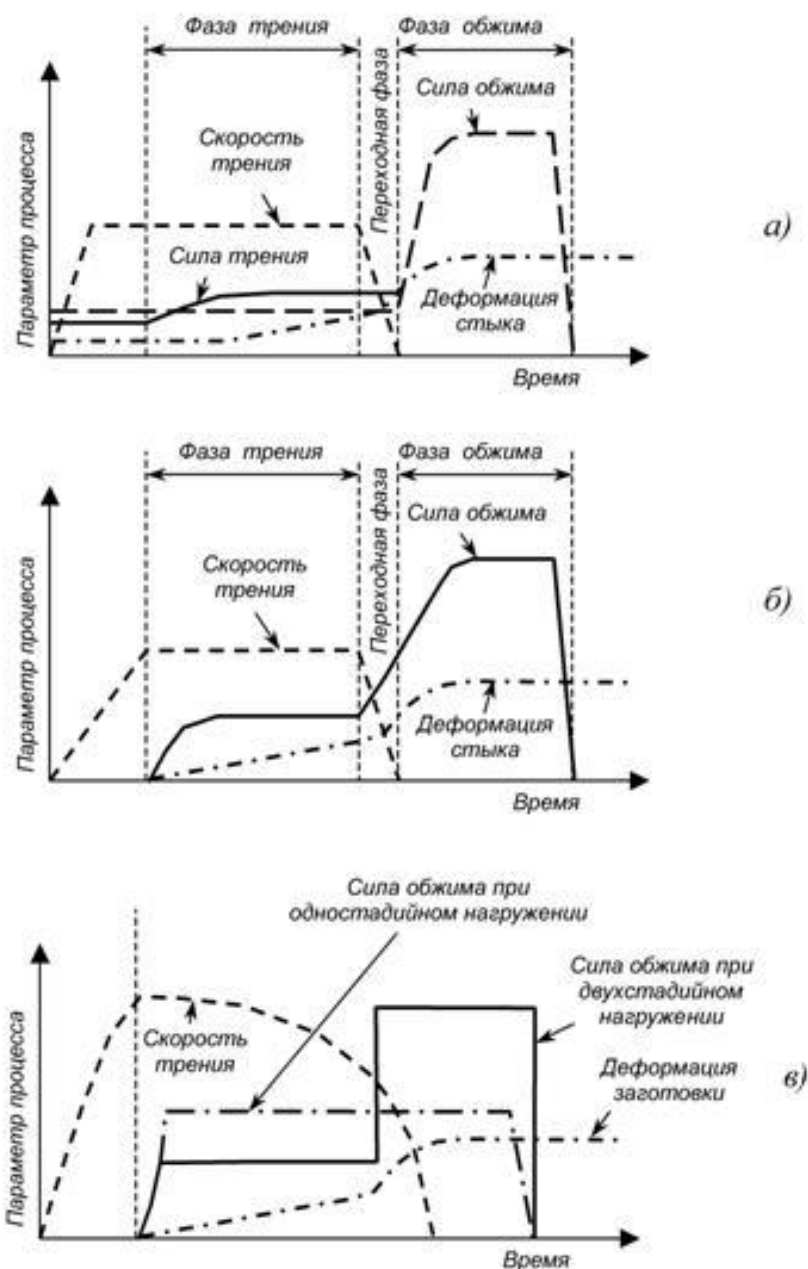 Фаза трения
Фаза обжима
Параметр процесса
Скорость
трения
Сила трения
Переходная фаза
Сила обжима
Деформация
стыка
Время
а)
Фаза трения
Фаза обжима
Параметр процесса
Скорость
трения
Переходная фаза
Сила обжима
Деформация
стыка
Время
б)
Сила обжима при
одностадийном нагружении
Параметр процесса
Скорость
трения
Сила обжима при
двухстадийном
нагружении
Деформация
заготовки
Время
в)